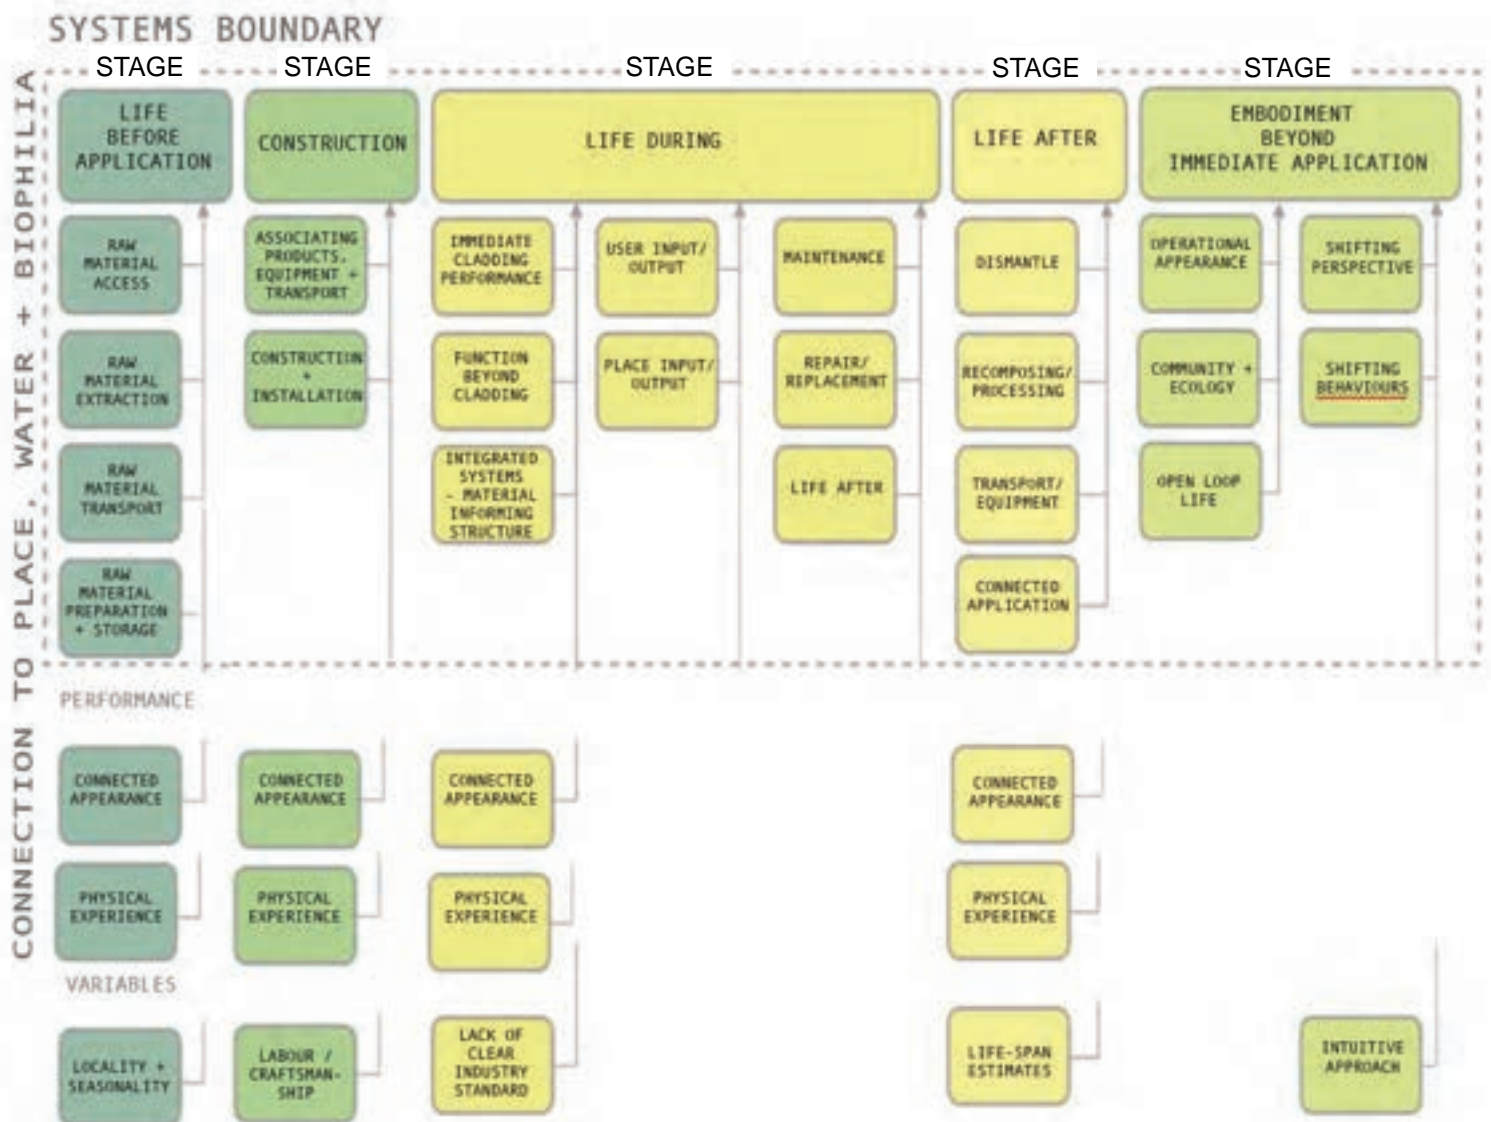 SYSTEMS BOUNDARY
STAGE
STAGE
STAGE
STAGE
STAGE
CONNECTION TO PLACE, WATER + BIOPHILIA
LIFE
BEFORE
APPLICATION
CONSTRUCTION
LIFE DURING
LIFE AFTER
EMBODIMENT
BEYOND
IMMEDIATE APPLICATION
RAW
MATERIAL
ACCESS
ASSOCIATING
PRODUCTS,
EQUIPMENT +
TRANSPORT
IMMEDIATE
CLADDING
PERFORMANCE
USER INPUT/
OUTPUT
MAINTENANCE
DISMANTLE
OPERATIONAL
APPEARANCE
SHIFTING
PERSPECTIVE
RAW
MATERIAL
EXTRACTION
CONSTRUCTION
+
INSTALLATION
FUNCTION
BEYOND
CLADDING
PLACE INPUT/
OUTPUT
REPAIR/
REPLACEMENT
RECOMPOSING/
PROCESSING
COMMUNITY +
ECOLOGY
SHIFTING
BEHAVIOURS
RAW
MATERIAL
TRANSPORT
INTEGRATED
SYSTEMS
- MATERIAL
INFORMING
STRUCTURE
LIFE AFTER
TRANSPORT/
EQUIPMENT
OPEN LOOP
LIFE
RAW
MATERIAL
PREPARATION
+ STORAGE
CONNECTED
APPLICATION
PERFORMANCE
CONNECTED
APPEARANCE
CONNECTED
APPEARANCE
CONNECTED
APPEARANCE
CONNECTED
APPEARANCE
PHYSICAL
EXPERIENCE
PHYSICAL
EXPERIENCE
PHYSICAL
EXPERIENCE
PHYSICAL
EXPERIENCE
VARIABLES
LOCALITY +
SEASONALITY
LABOUR /
CRAFTSMAN-
SHIP
LACK OF
CLEAR
INDUSTRY
STANDARD
LIFE-SPAN
ESTIMATES
INTUITIVE
APPROACH